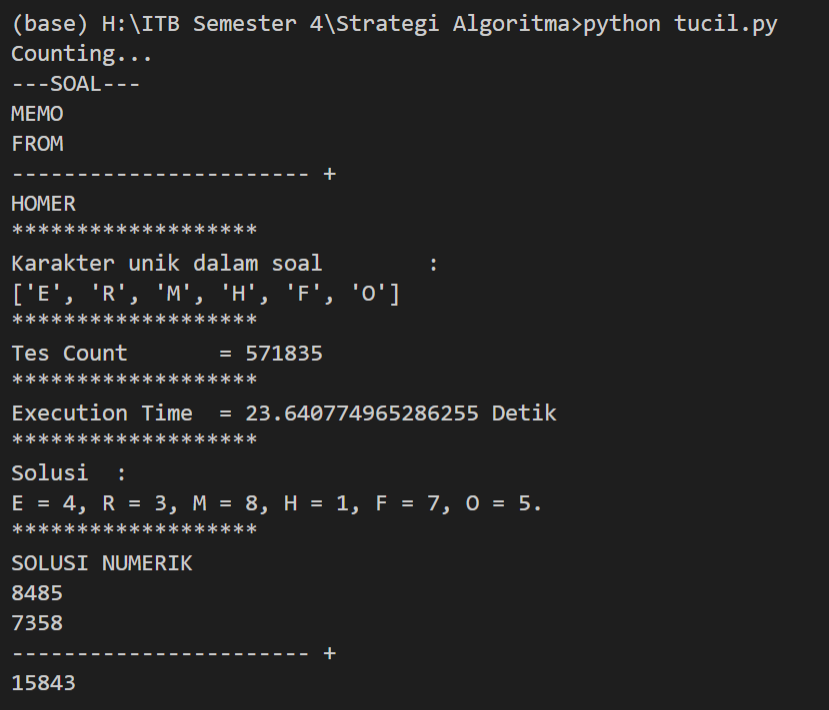 (base) H:\ITB Semester 4\Strategi Algoritma>python tucil.py
Counting...
---SOAL---
MEMO
FROM
----------------------- +
HOMER
*******************
Karakter unik dalam soal        :
['E', 'R', 'M', 'H', 'F', 'O']
*******************
Tes Count       = 571835
*******************
Execution Time  = 23.640774965286255 Detik
*******************
Solusi  :
E = 4, R = 3, M = 8, H = 1, F = 7, O = 5.
*******************
SOLUSI NUMERIK
8485
7358
----------------------- +
15843